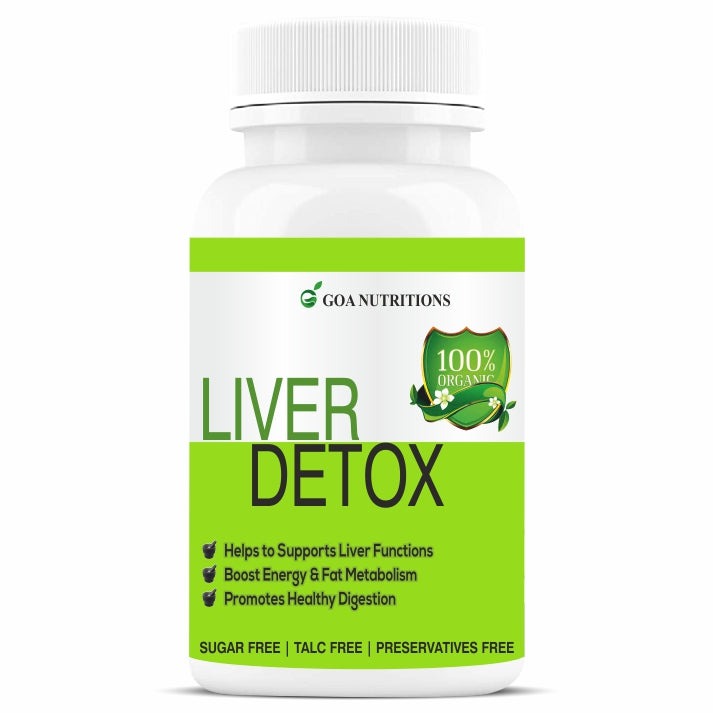 GOA NUTRITIONS
100%
ORGANIC
LIVER
DETOX
Helps to Supports Liver Functions
Boost Energy & Fat Metabolism
Promotes Healthy Digestion
SUGAR FREE | TALC FREE | PRESERVATIVES FREE